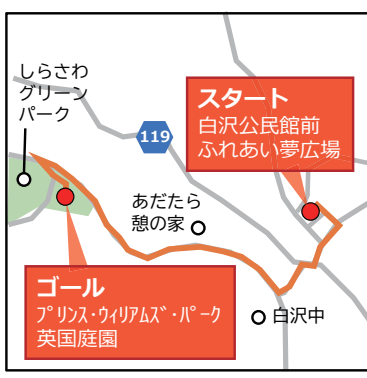 しらさわ
グリーン
パーク
119
スタート
白沢公民館前
ふれあい夢広場
あだたら
憩の家
ゴール
プリンス・ウィリアムズ・パーク
英国庭園
白沢中